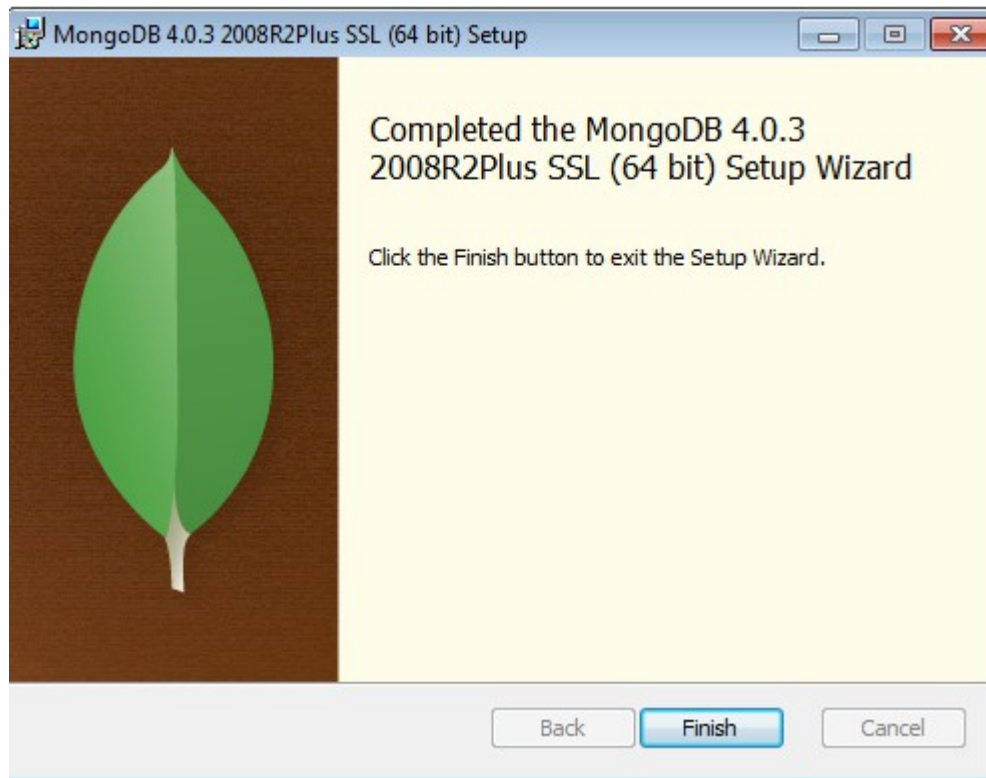 MongoDB 4.0.3 2008R2Plus SSL (64 bit) Setup
Completed the MongoDB 4.0.3
2008R2Plus SSL (64 bit) Setup Wizard
Click the Finish button to exit the Setup Wizard.
Back
Finish
Cancel